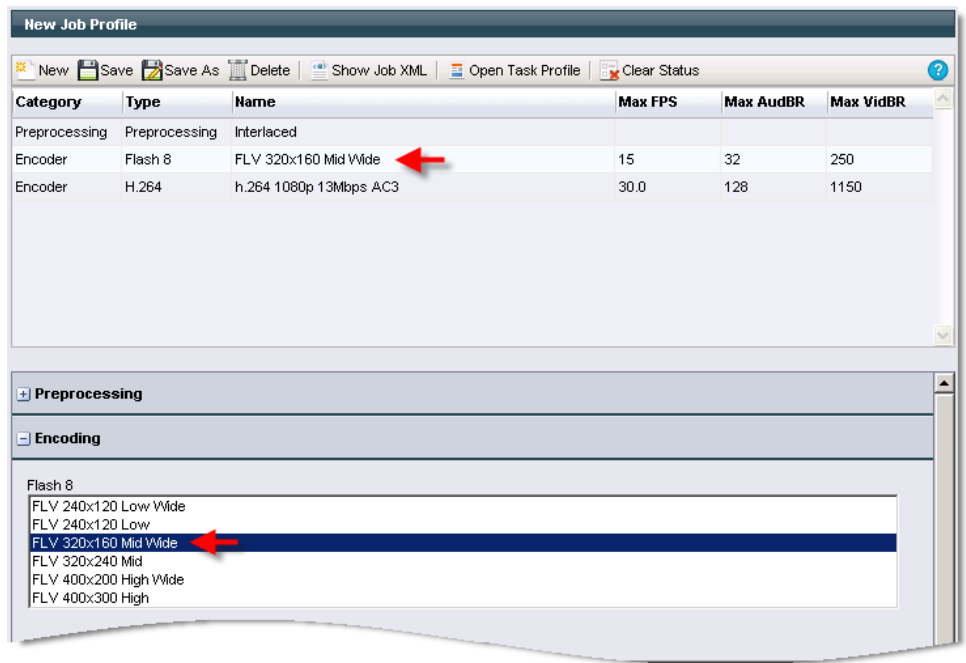 New Job Profile
New Save Save As Delete Show Job XML Open Task Profile Clear Status ?
Category Type Name Max FPS Max AudBR Max VidBR
Preprocessing Preprocessing Interlaced
Encoder Flash 8 FLV 320x160 Mid Wide 15 32 250
Encoder H.264 h.264 1080p 13Mbps AC3 30.0 128 1150
Preprocessing
Encoding
Flash 8
FLV 240x120 Low Wide
FLV 240x120 Low
FLV 320x160 Mid Wide
FLV 320x240 Mid
FLV 400x200 High Wide
FLV 400x300 High